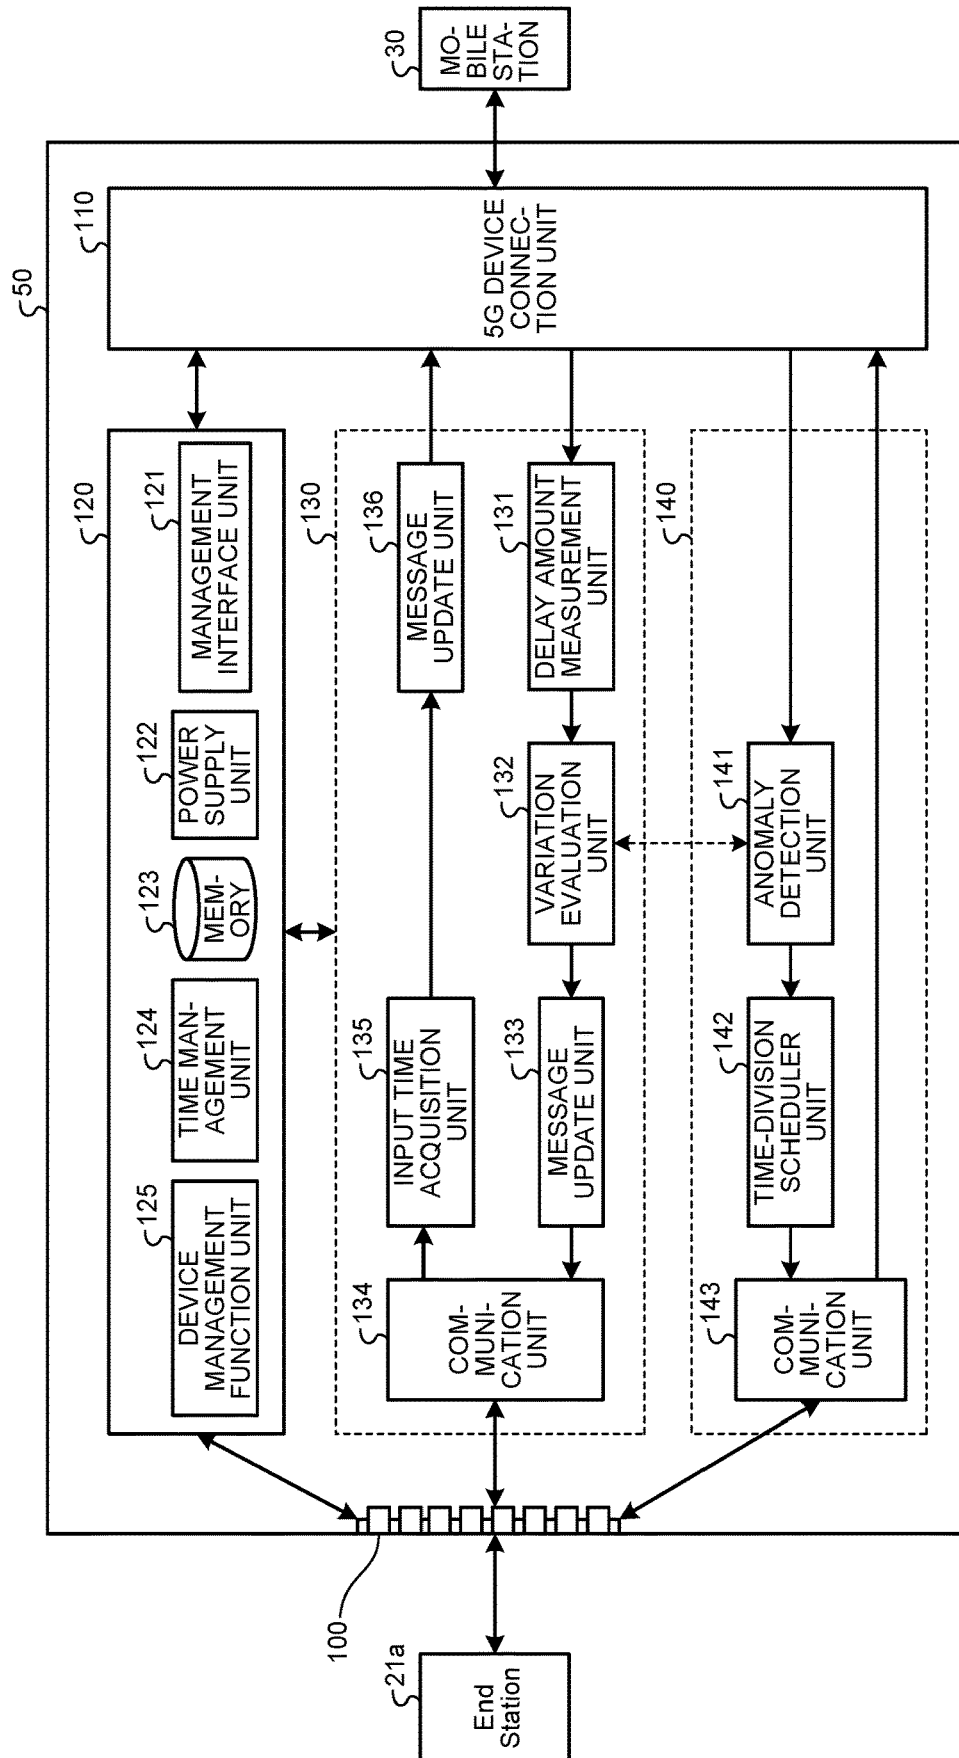 50
110
5G DEVICE
CONNEC-
TION UNIT
30
MO-
BILE
STA-
TION
120
125
DEVICE
MANAGEMENT
FUNCTION UNIT
124
TIME MAN-
AGEMENT
UNIT
123
MEM-
ORY
122
POWER
SUPPLY
UNIT
121
MANAGEMENT
INTERFACE UNIT
130
135
INPUT TIME
ACQUISITION
UNIT
136
MESSAGE
UPDATE UNIT
134
COM-
MUNI-
CATION
UNIT
133
MESSAGE
UPDATE UNIT
132
VARIATION
EVALUATION
UNIT
131
DELAY AMOUNT
MEASUREMENT
UNIT
140
143
COM-
MUNI-
CATION
UNIT
142
TIME-DIVISION
SCHEDULER
UNIT
141
ANOMALY
DETECTION
UNIT
100
21a
End
Station